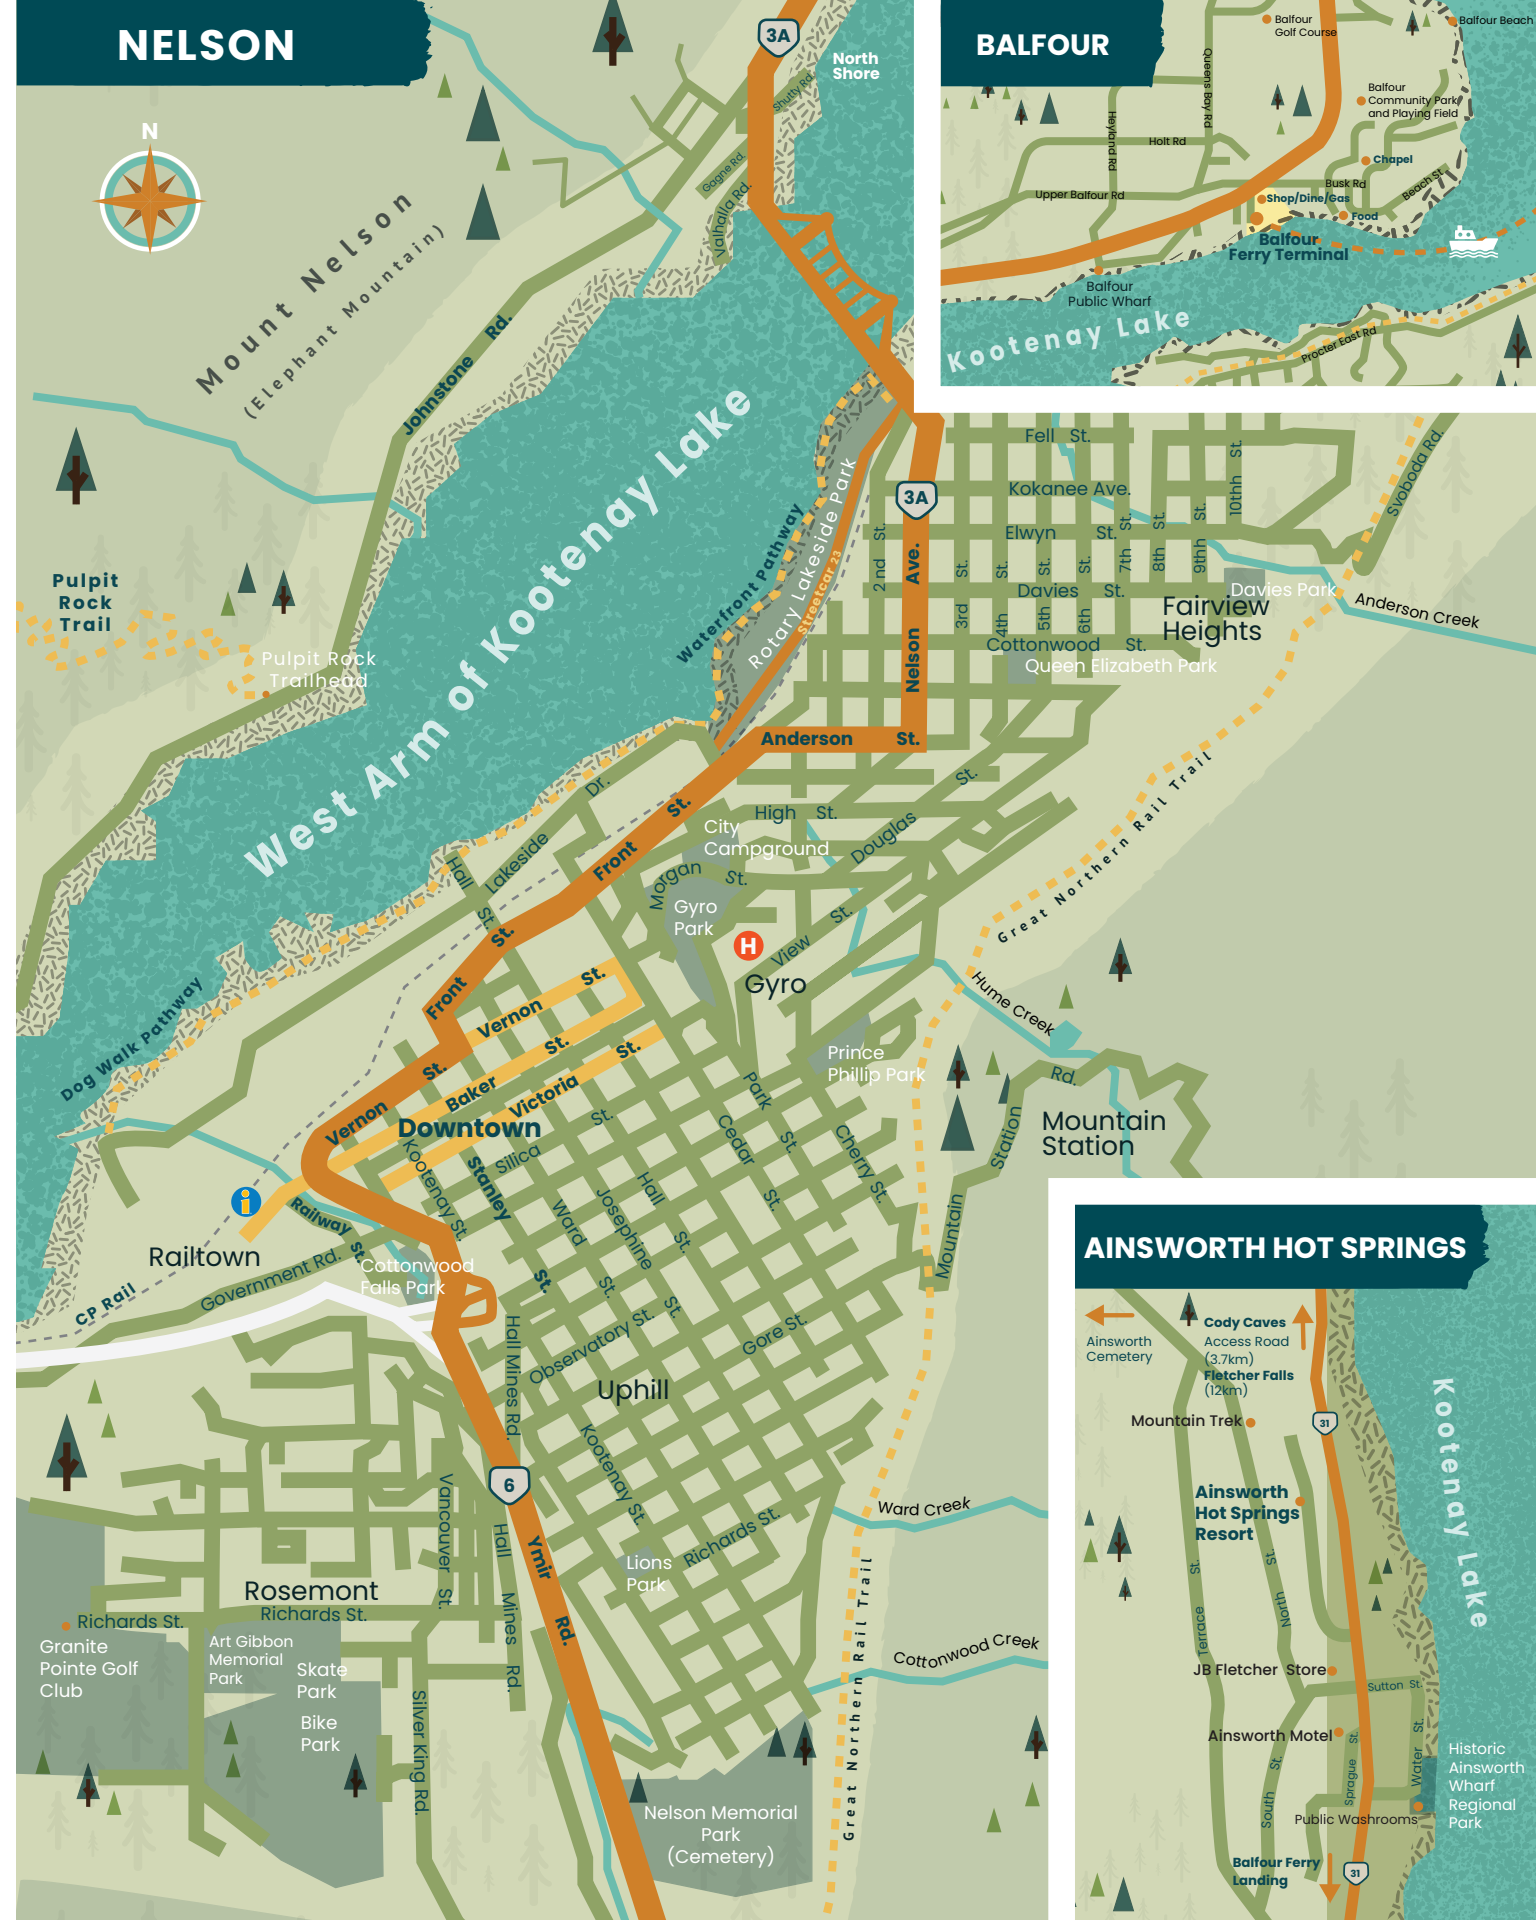 NELSON
N
3A
North
Shore
Shutty Rd.
Gagne Rd.
Valhalla Rd.
Mount Nelson
(Elephant Mountain)
Johnstone Rd.
West Arm of Kootenay Lake
Pulpit
Rock
Trail
Pulpit Rock
Trailhead
Waterfront Pathway
Rotary Lakeside Park
Streetcar 23
3A
Nelson Ave.
Fell St.
Kokanee Ave.
Elwyn St.
Davies St.
Cottonwood St.
2nd St.
3rd St.
4th St.
5th St.
6th St.
7th St.
8th St.
9thh St.
10thh St.
Svoboda Rd.
Davies Park
Fairview
Heights
Queen Elizabeth Park
Anderson Creek
Anderson St.
High St.
Douglas St.
City
Campground
Morgan St.
Gyro
Park
H
View St.
Gyro
Great Northern Rail Trail
Hume Creek
Prince
Phillip Park
Mountain Station Rd.
Mountain
Station
Lakeside Dr.
Hall St.
Front St.
Front St.
Vernon St.
Baker St.
Victoria St.
Vernon St.
Downtown
Dog Walk Pathway
Silica St.
Kootenay St.
Stanley St.
Ward St.
Josephine St.
Hall St.
Cedar St.
Park St.
Cherry St.
i
Railway St.
Railtown
Government Rd.
CP Rail
Cottonwood
Falls Park
Hall Mines Rd.
Observatory St.
Gore St.
Uphill
Kootenay St.
Richards St.
Lions
Park
6
Ymir Rd.
Vancouver St.
Hall Mines Rd.
Rosemont
Richards St.
Richards St.
Granite
Pointe Golf
Club
Art Gibbon
Memorial
Park
Skate
Park
Bike
Park
Silver King Rd.
Nelson Memorial
Park
(Cemetery)
Ward Creek
Cottonwood Creek
Great Northern Rail Trail
BALFOUR
Balfour
Golf Course
Balfour Beach
Queens Bay Rd
Heyland Rd
Holt Rd
Upper Balfour Rd
Balfour
Community Park
and Playing Field
Chapel
Busk Rd
Beach St.
Shop/Dine/Gas
Food
Balfour
Ferry Terminal
Balfour
Public Wharf
Kootenay Lake
Procter East Rd
AINSWORTH HOT SPRINGS
Ainsworth
Cemetery
Cody Caves
Access Road
(3.7km)
Fletcher Falls
(12km)
Mountain Trek
31
Kootenay Lake
Ainsworth
Hot Springs
Resort
Terrace St.
North St.
JB Fletcher Store
Sutton St.
Ainsworth Motel
South St.
Sprague St.
Water St.
Historic
Ainsworth
Wharf
Regional
Park
Public Washrooms
Balfour Ferry
Landing
31